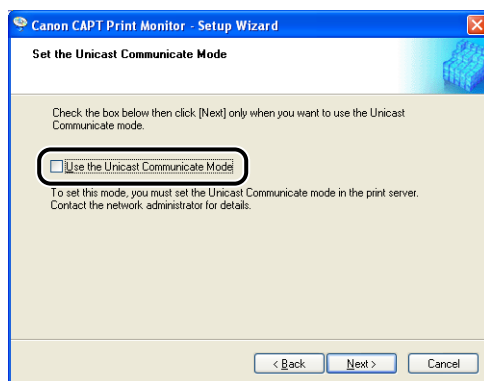 Canon CAPT Print Monitor - Setup Wizard
Set the Unicast Communicate Mode
Check the box below then click [Next] only when you want to use the Unicast
Communicate mode.
Use the Unicast Communicate Mode
To set this mode, you must set the Unicast Communicate mode in the print server.
Contact the network administrator for details.
< Back Next > Cancel